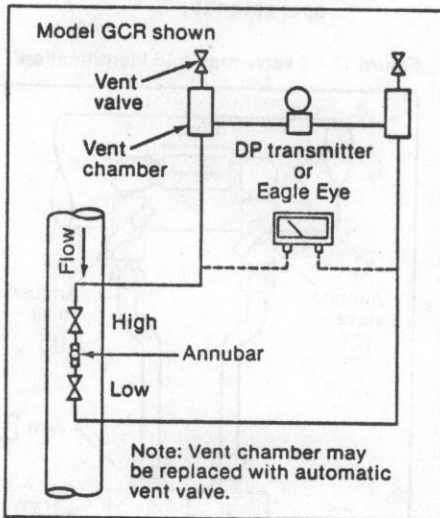 Model GCR shown
Vent
valve
Vent
chamber
DP transmitter
or
Eagle Eye
Flow
High
Annubar
Low
Note: Vent chamber may
be replaced with automatic
vent valve.